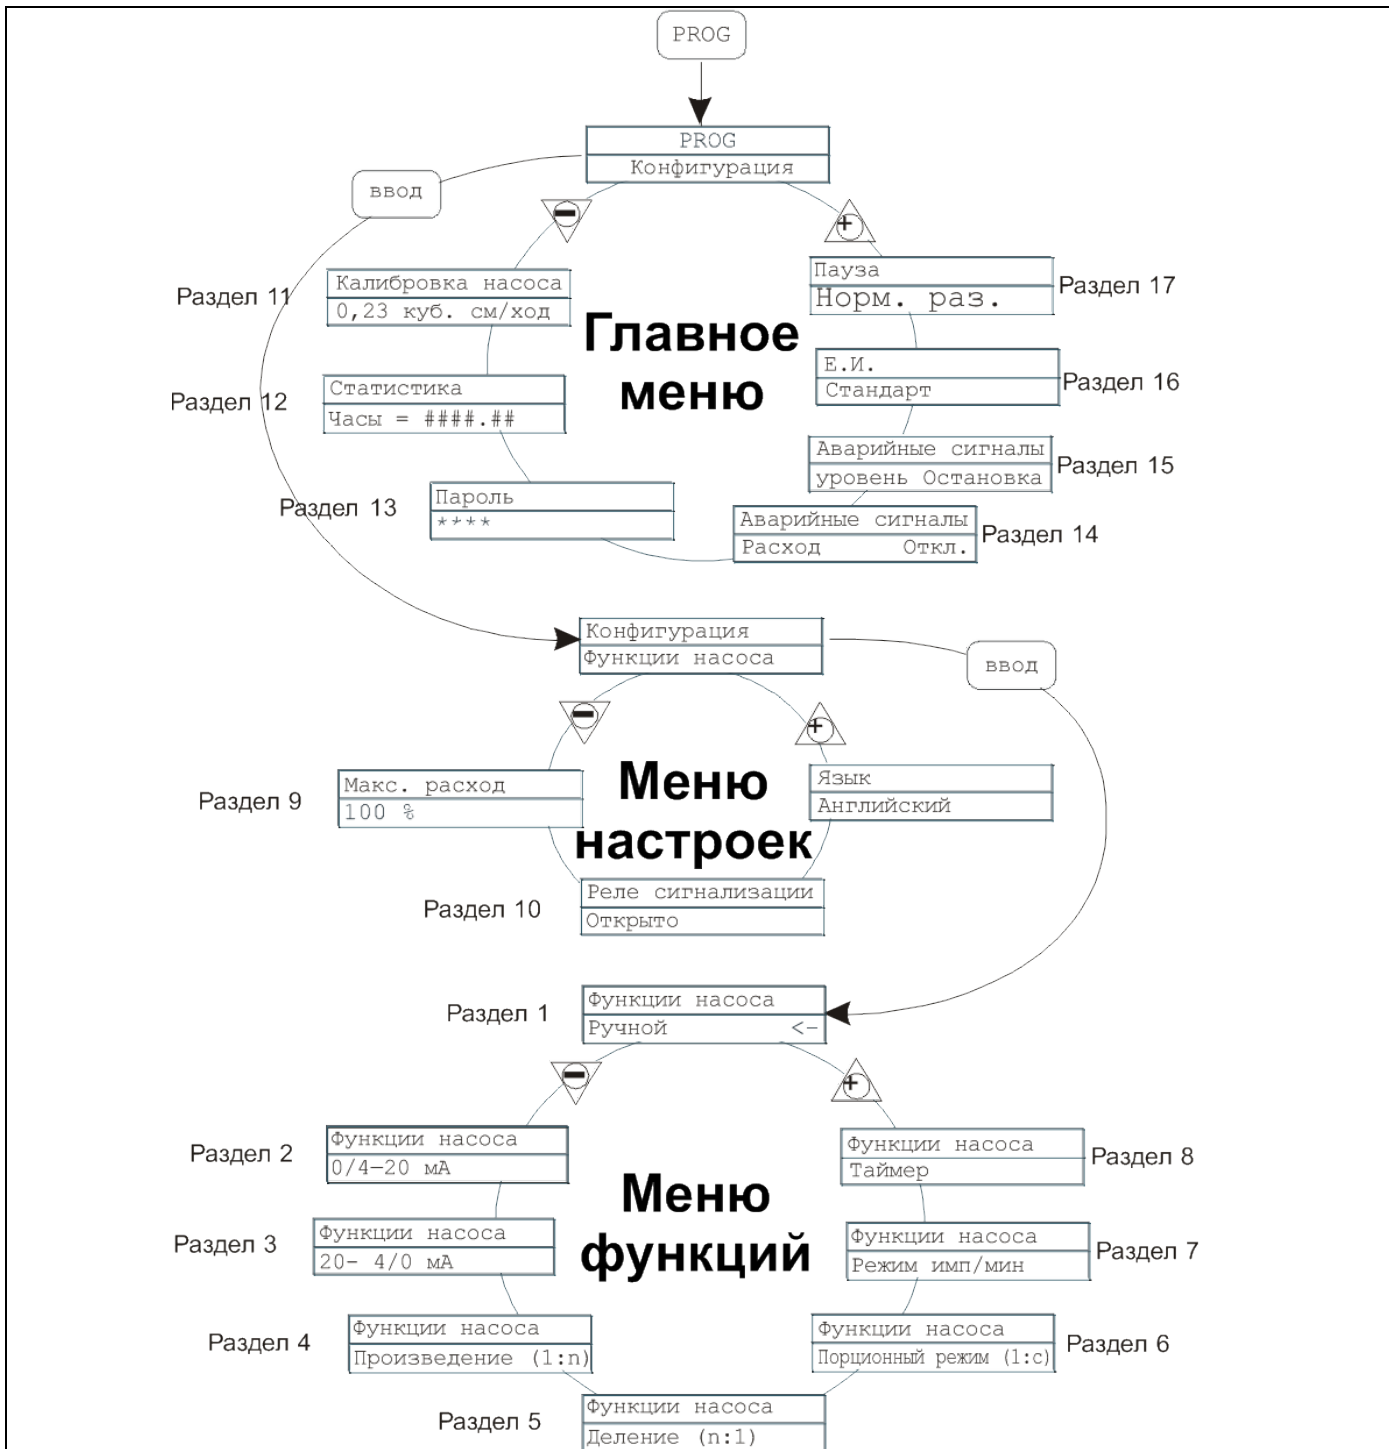 PROG
PROG
Конфигурация
ввод
Калибровка насоса
0,23 куб. см/ход
Раздел 11
Пауза
Норм. раз.
Раздел 17
Главное
меню
Е.И.
Стандарт
Раздел 16
Статистика
Часы = ####.##
Раздел 12
Аварийные сигналы
уровень Остановка
Раздел 15
Пароль
****
Раздел 13
Аварийные сигналы
Расход Откл.
Раздел 14
Конфигурация
Функции насоса
ввод
Макс. расход
100 %
Раздел 9
Меню
настроек
Язык
Английский
Реле сигнализации
Открыто
Раздел 10
Функции насоса
Ручной <-
Раздел 1
Функции насоса
0/4-20 мА
Раздел 2
Функции насоса
Таймер
Раздел 8
Меню
функций
Функции насоса
20- 4/0 мА
Раздел 3
Функции насоса
Режим имп/мин
Раздел 7
Функции насоса
Произведение (1:n)
Раздел 4
Функции насоса
Порционный режим (1:с)
Раздел 6
Функции насоса
Деление (n:1)
Раздел 5